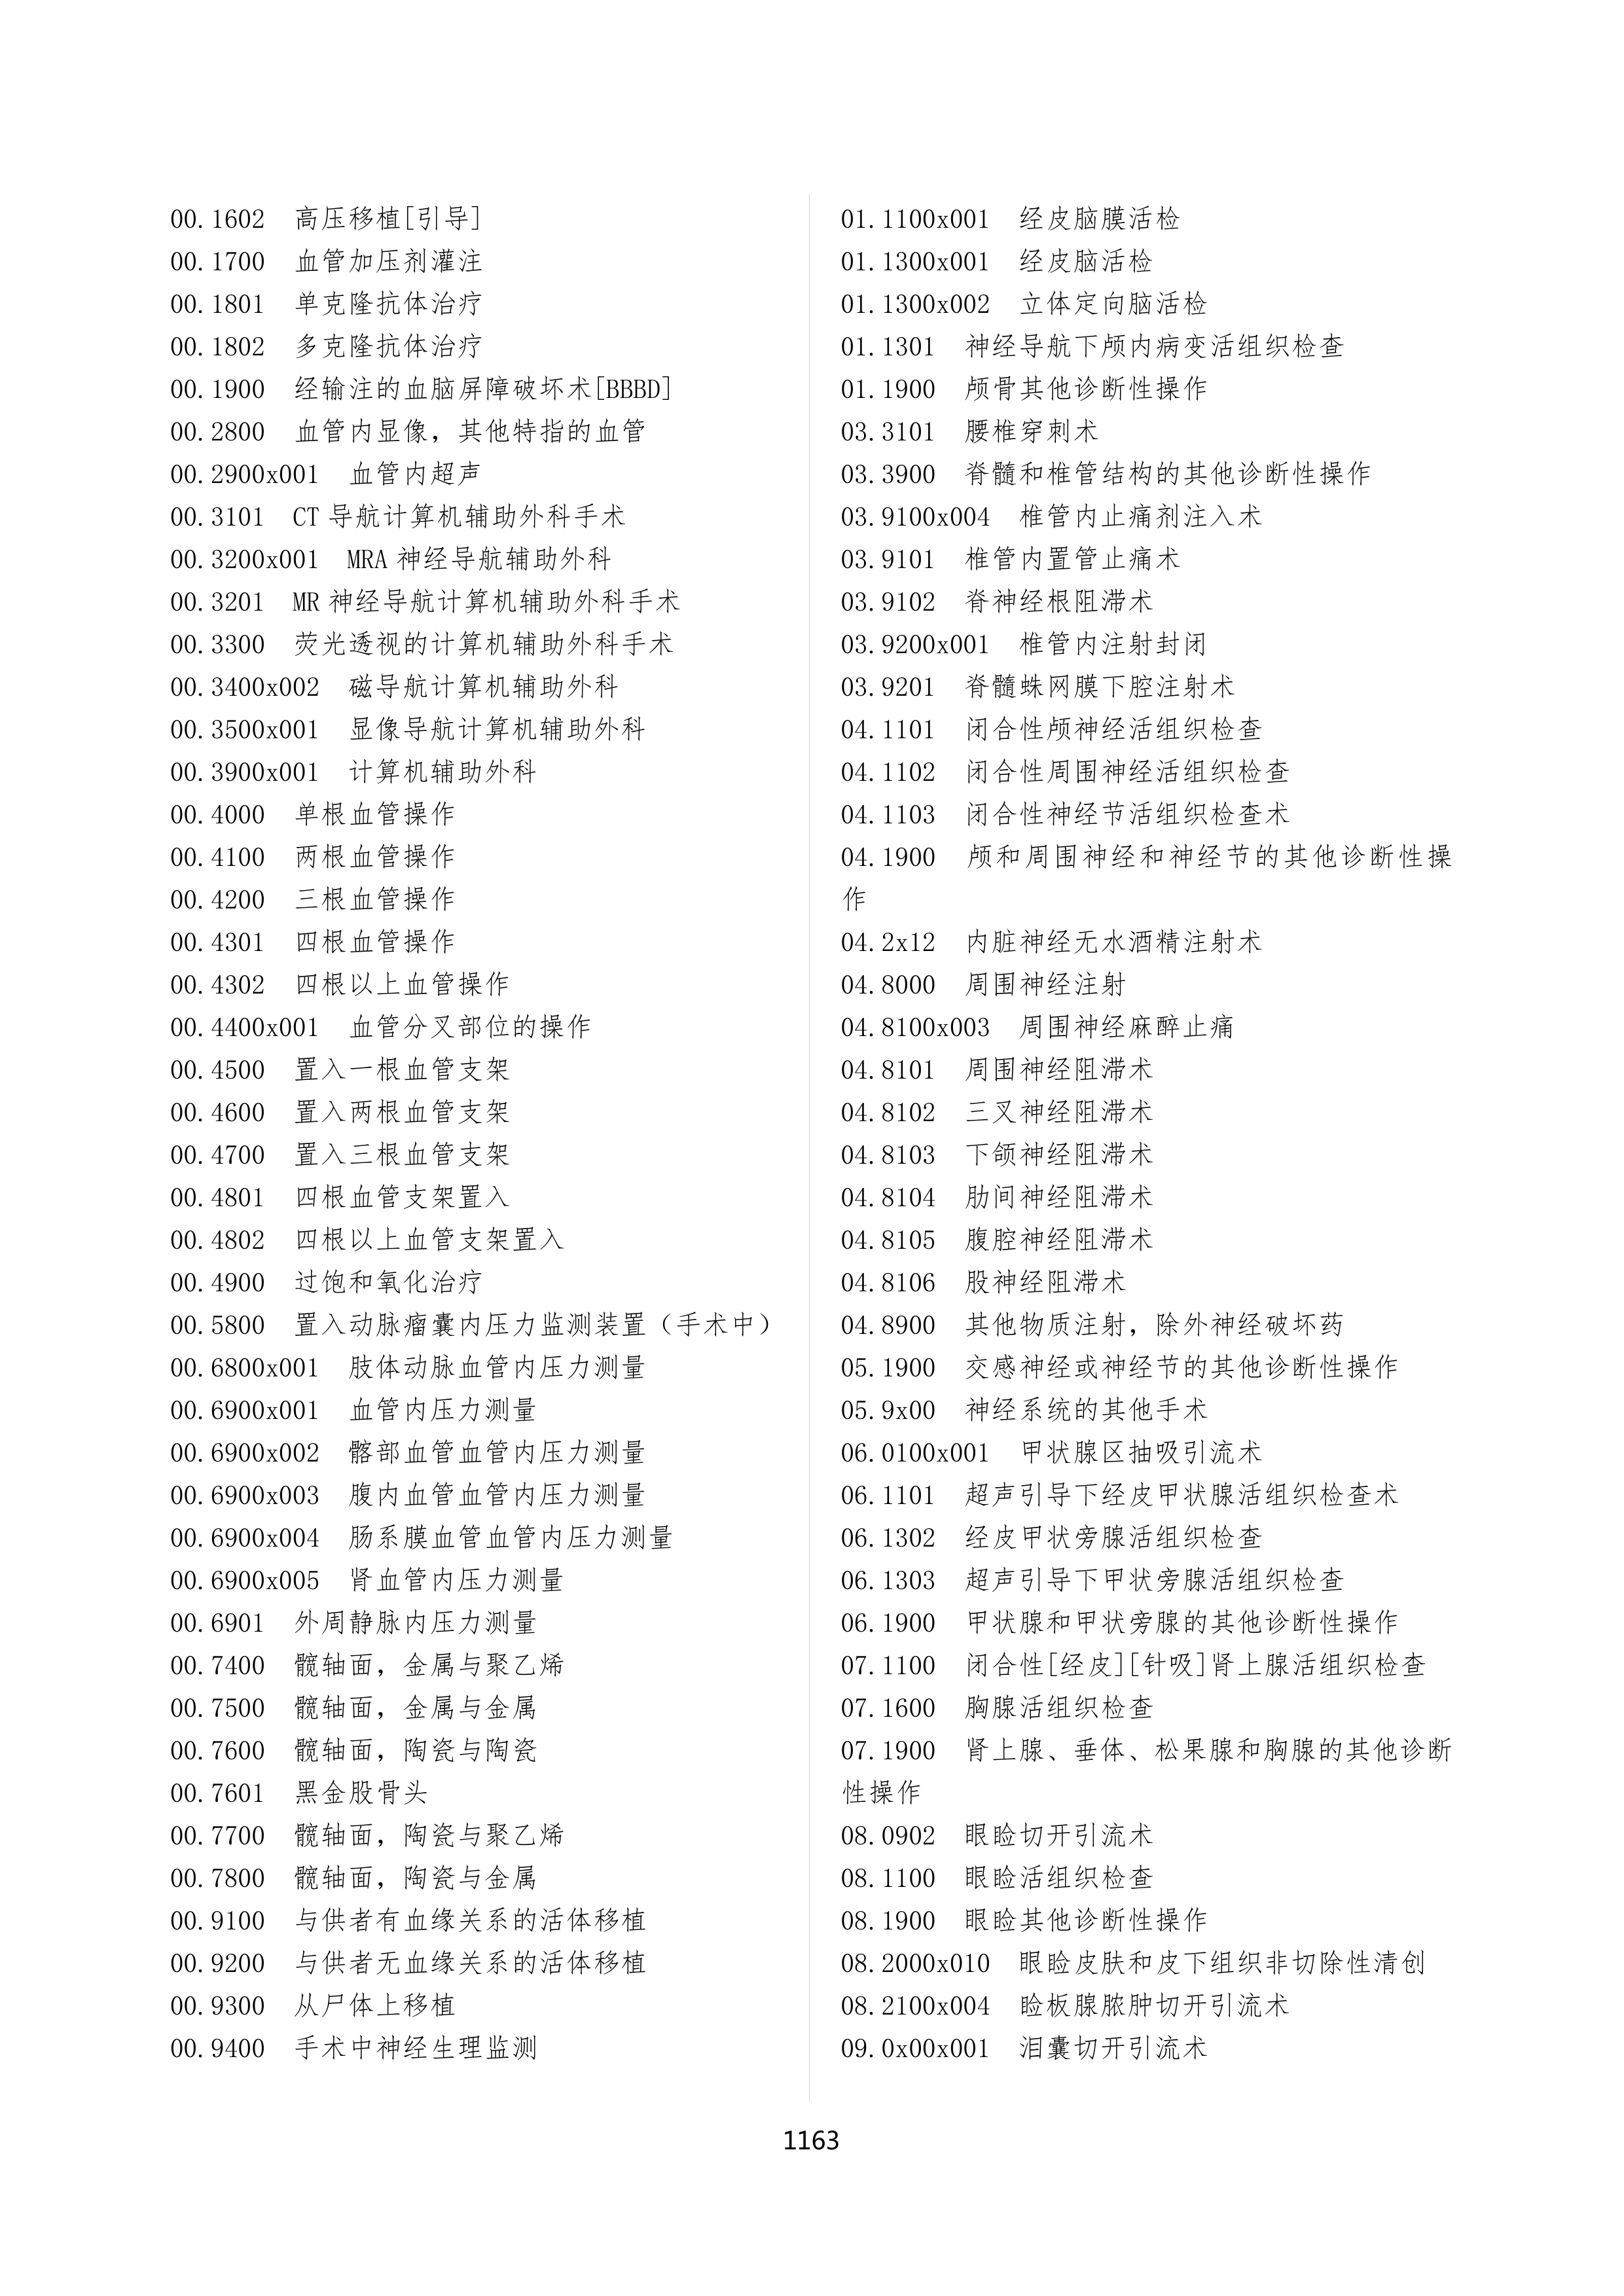 00.1602  高压移植[引导]
00.1700  血管加压剂灌注
00.1801  单克隆抗体治疗
00.1802  多克隆抗体治疗
00.1900  经输注的血脑屏障破坏术[BBBD]
00.2800  血管内显像，其他特指的血管
00.2900x001  血管内超声
00.3101  CT 导航计算机辅助外科手术
00.3200x001  MRA 神经导航辅助外科
00.3201  MR 神经导航计算机辅助外科手术
00.3300  荧光透视的计算机辅助外科手术
00.3400x002  磁导航计算机辅助外科
00.3500x001  显像导航计算机辅助外科
00.3900x001  计算机辅助外科
00.4000  单根血管操作
00.4100  两根血管操作
00.4200  三根血管操作
00.4301  四根血管操作
00.4302  四根以上血管操作
00.4400x001  血管分叉部位的操作
00.4500  置入一根血管支架
00.4600  置入两根血管支架
00.4700  置入三根血管支架
00.4801  四根血管支架置入
00.4802  四根以上血管支架置入
00.4900  过饱和氧化治疗
00.5800  置入动脉瘤囊内压力监测装置（手术中）
00.6800x001  肢体动脉血管内压力测量
00.6900x001  血管内压力测量
00.6900x002  髂部血管血管内压力测量
00.6900x003  腹内血管血管内压力测量
00.6900x004  肠系膜血管血管内压力测量
00.6900x005  肾血管内压力测量
00.6901  外周静脉内压力测量
00.7400  髋轴面，金属与聚乙烯
00.7500  髋轴面，金属与金属
00.7600  髋轴面，陶瓷与陶瓷
00.7601  黑金股骨头
00.7700  髋轴面，陶瓷与聚乙烯
00.7800  髋轴面，陶瓷与金属
00.9100  与供者有血缘关系的活体移植
00.9200  与供者无血缘关系的活体移植
00.9300  从尸体上移植
00.9400  手术中神经生理监测
01.1100x001  经皮脑膜活检
01.1300x001  经皮脑活检
01.1300x002  立体定向脑活检
01.1301  神经导航下颅内病变活组织检查
01.1900  颅骨其他诊断性操作
03.3101  腰椎穿刺术
03.3900  脊髓和椎管结构的其他诊断性操作
03.9100x004  椎管内止痛剂注入术
03.9101  椎管内置管止痛术
03.9102  脊神经根阻滞术
03.9200x001  椎管内注射封闭
03.9201  脊髓蛛网膜下腔注射术
04.1101  闭合性颅神经活组织检查
04.1102  闭合性周围神经活组织检查
04.1103  闭合性神经节活组织检查术
04.1900  颅和周围神经和神经节的其他诊断性操
作
04.2x12  内脏神经无水酒精注射术
04.8000  周围神经注射
04.8100x003  周围神经麻醉止痛
04.8101  周围神经阻滞术
04.8102  三叉神经阻滞术
04.8103  下颌神经阻滞术
04.8104  肋间神经阻滞术
04.8105  腹腔神经阻滞术
04.8106  股神经阻滞术
04.8900  其他物质注射，除外神经破坏药
05.1900  交感神经或神经节的其他诊断性操作
05.9x00  神经系统的其他手术
06.0100x001  甲状腺区抽吸引流术
06.1101  超声引导下经皮甲状腺活组织检查术
06.1302  经皮甲状旁腺活组织检查
06.1303  超声引导下甲状旁腺活组织检查
06.1900  甲状腺和甲状旁腺的其他诊断性操作
07.1100  闭合性[经皮][针吸]肾上腺活组织检查
07.1600  胸腺活组织检查
07.1900  肾上腺、垂体、松果腺和胸腺的其他诊断
性操作
08.0902  眼睑切开引流术
08.1100  眼睑活组织检查
08.1900  眼睑其他诊断性操作
08.2000x010  眼睑皮肤和皮下组织非切除性清创
08.2100x004  睑板腺脓肿切开引流术
09.0x00x001  泪囊切开引流术
1163